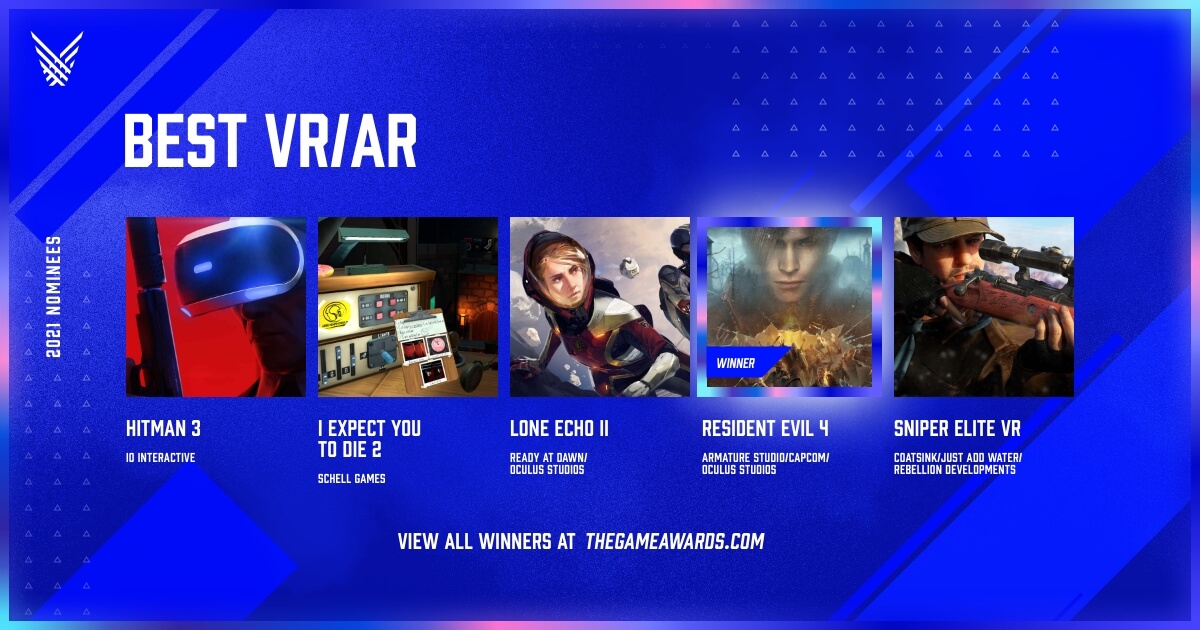 BEST VR/AR
2021 NOMINEES
WINNER
HITMAN 3
IO INTERACTIVE
I EXPECT YOU
TO DIE 2
SCHELL GAMES
LONE ECHO II
READY AT DAWN/
OCULUS STUDIOS
RESIDENT EVIL 4
ARMATURE STUDIO/CAPCOM/
OCULUS STUDIOS
SNIPER ELITE VR
COATSINK/JUST ADD WATER/
REBELLION DEVELOPMENTS
VIEW ALL WINNERS AT THEGAMEAWARDS.COM